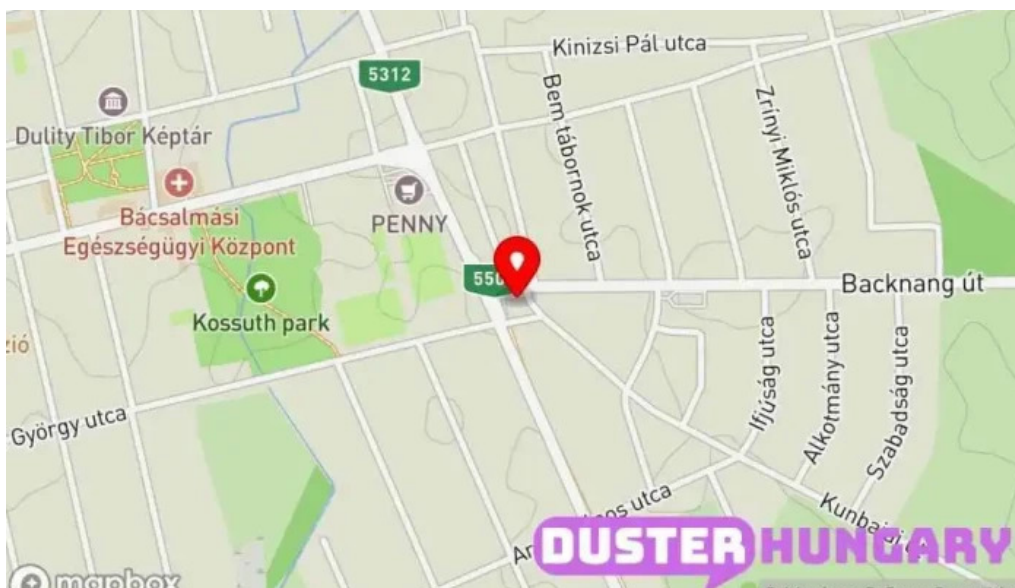 Kinizsi Pál utca
5312
Bem tábornok utca
Zrínyi Miklós utca
Dulity Tibor Képtár
Bácsalmási
Egészségügyi Központ
PENNY
Backnang út
Kossuth park
György utca
Ifjúság utca
Alkotmány utca
Szabadság utca
utca
DUSTER HUNGARY
mapbox